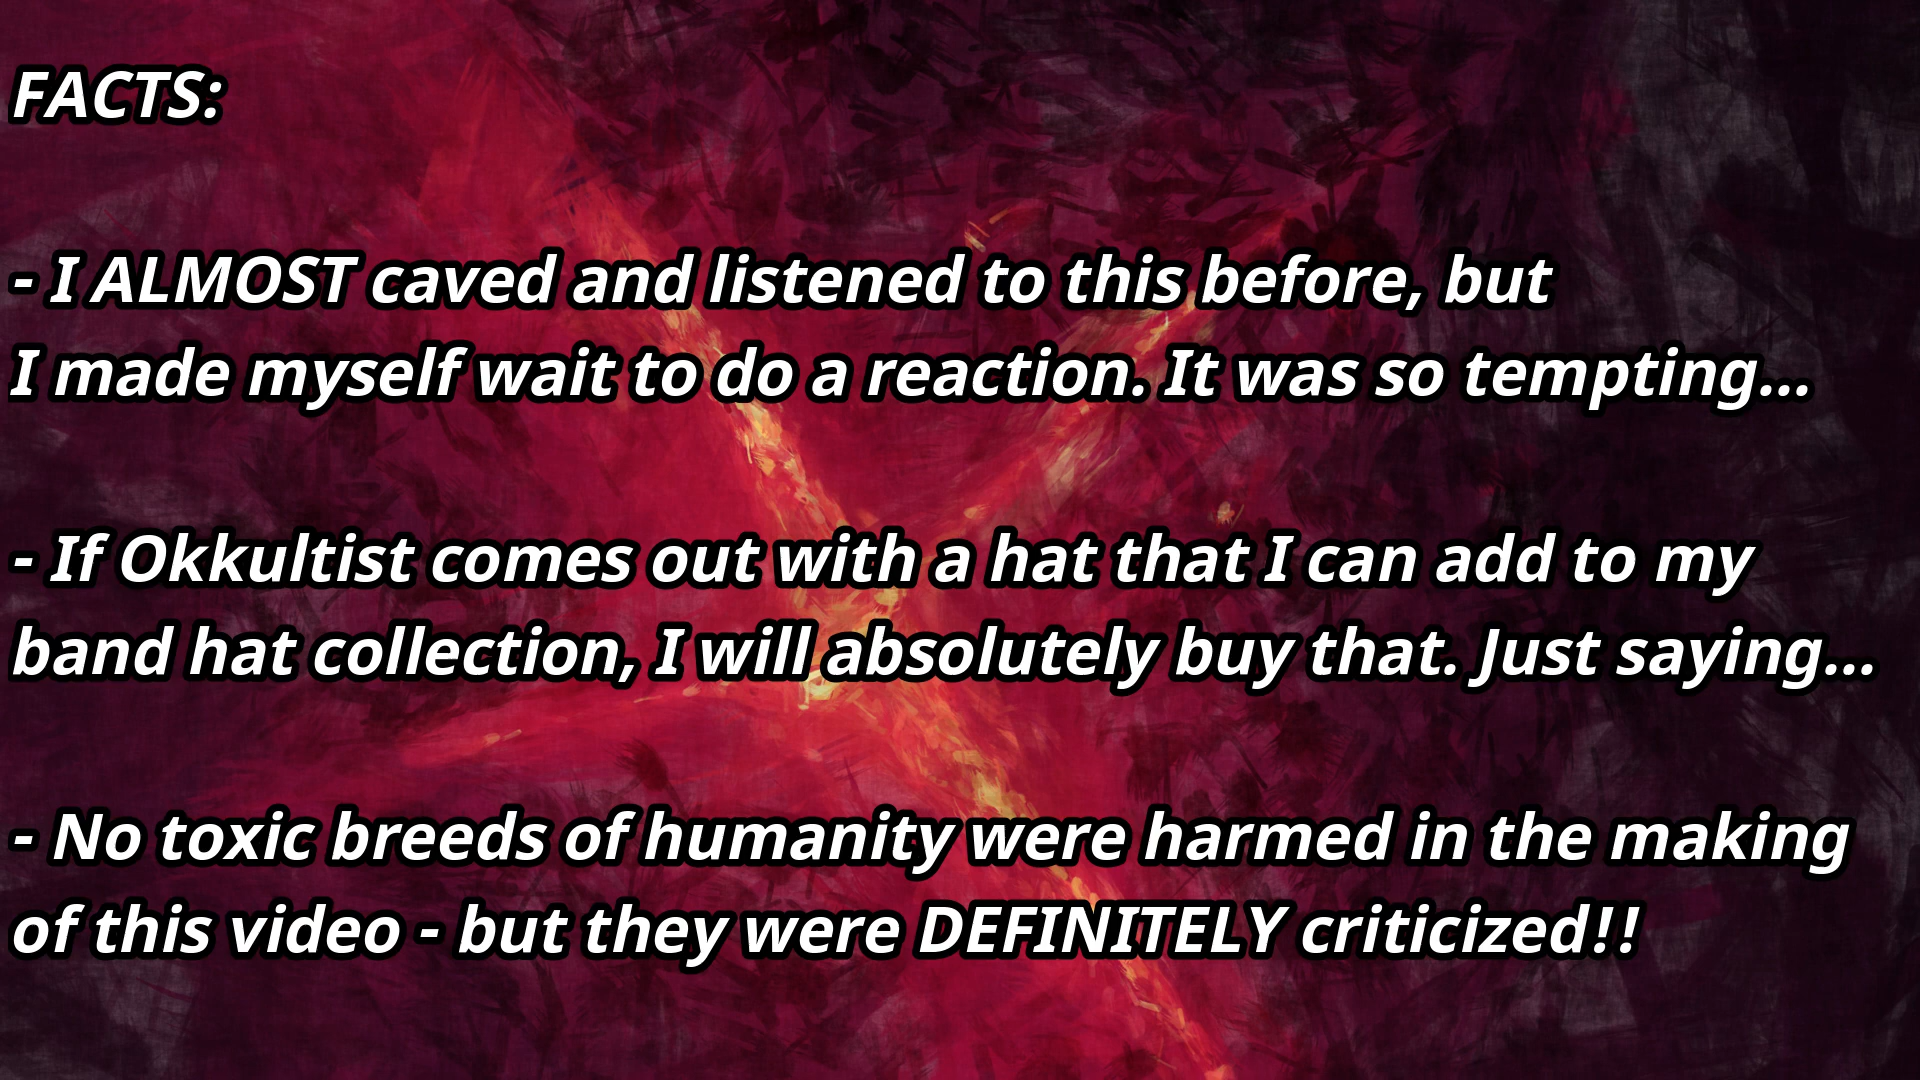 FACTS:
- I ALMOST caved and listened to this before, but
I made myself wait to do a reaction. It was so tempting...
- If Okkultist comes out with a hat that I can add to my
band hat collection, I will absolutely buy that. Just saying...
- No toxic breeds of humanity were harmed in the making
of this video - but they were DEFINITELY criticized!!